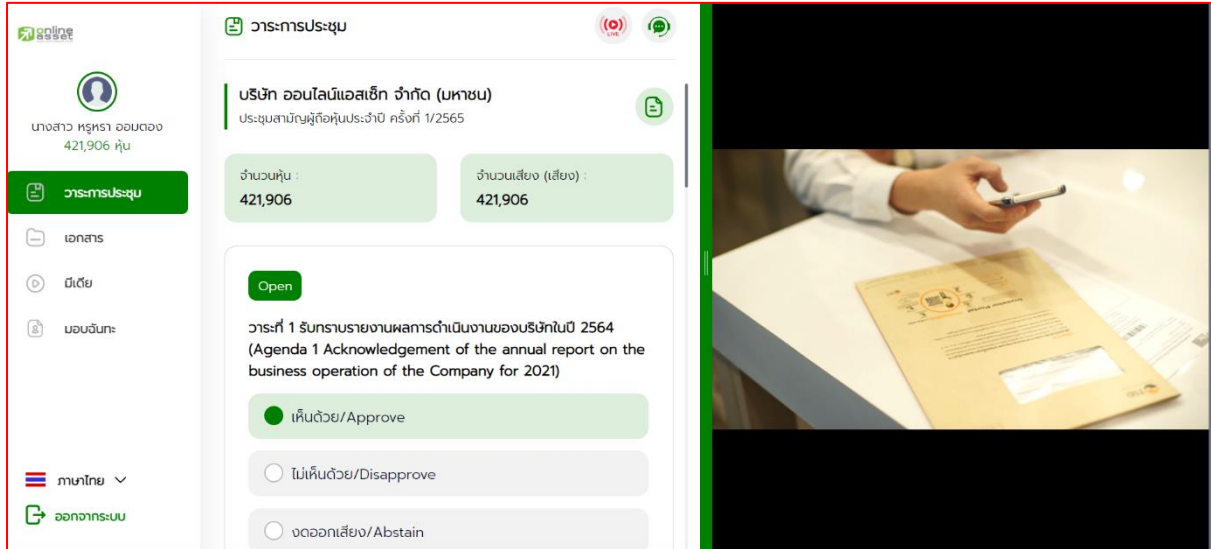 online
asset
นางสาว หรูหรา ออมตอง
421,906 หุ้น
วาระการประชุม
เอกสาร
มีเดีย
มอบฉันทะ
ภาษาไทย
ออกจากระบบ
วาระการประชุม
LIVE
บริษัท ออนไลน์แอสเซ็ท จำกัด (มหาชน)
ประชุมสามัญผู้ถือหุ้นประจำปี ครั้งที่ 1/2565
จำนวนหุ้น :
421,906
จำนวนเสียง (เสียง) :
421,906
Open
วาระที่ 1 รับทราบรายงานผลการดำเนินงานของบริษัทในปี 2564
(Agenda 1 Acknowledgement of the annual report on the
business operation of the Company for 2021)
เห็นด้วย/Approve
ไม่เห็นด้วย/Disapprove
งดออกเสียง/Abstain